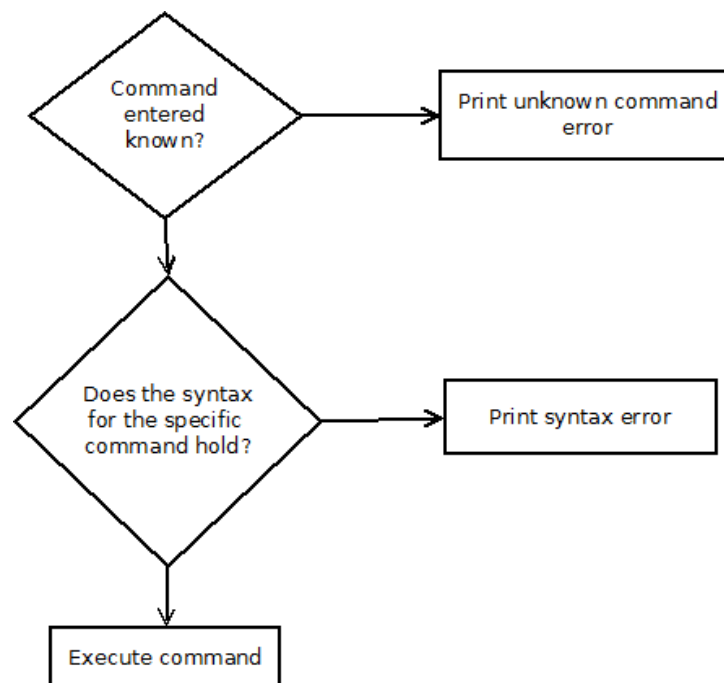 Command
entered
known?
Print unknown command
error
Does the syntax
for the specific
command hold?
Print syntax error
Execute command